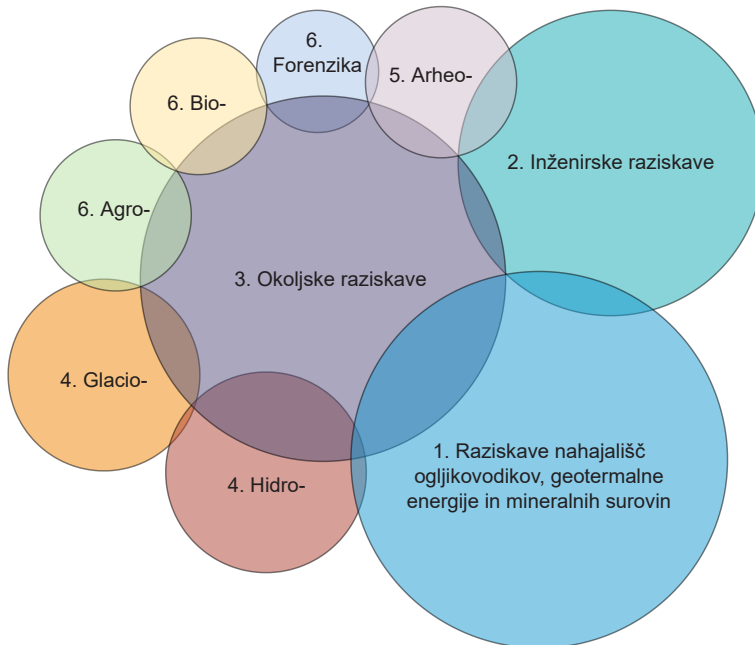 6.
Forenzika
5. Arheo-
6. Bio-
2. Inženirske raziskave
6. Agro-
3. Okoljske raziskave
4. Glacio-
1. Raziskave nahajališč
ogljikovodikov, geotermalne
energije in mineralnih surovin
4. Hidro-